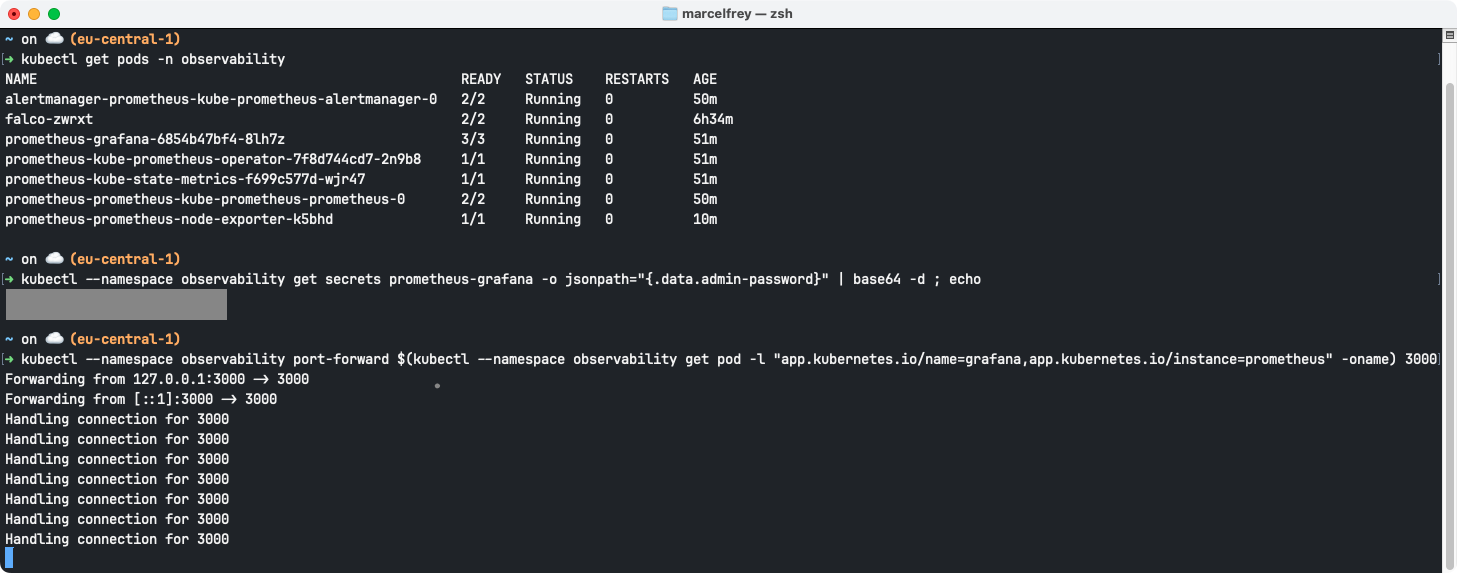 marcelfrey — zsh
~ on ☁️ (eu-central-1)
→ kubectl get pods -n observability
NAME READY STATUS RESTARTS AGE
alertmanager-prometheus-kube-prometheus-alertmanager-0 2/2 Running 0 50m
falco-zwrxt 2/2 Running 0 6h34m
prometheus-grafana-6854b47bf4-8lh7z 3/3 Running 0 51m
prometheus-kube-prometheus-operator-7f8d744cd7-2n9b8 1/1 Running 0 51m
prometheus-kube-state-metrics-f699c577d-wjr47 1/1 Running 0 51m
prometheus-prometheus-kube-prometheus-prometheus-0 2/2 Running 0 50m
prometheus-prometheus-node-exporter-k5bhd 1/1 Running 0 10m
~ on ☁️ (eu-central-1)
→ kubectl --namespace observability get secrets prometheus-grafana -o jsonpath="{.data.admin-password}" | base64 -d ; echo
~ on ☁️ (eu-central-1)
→ kubectl --namespace observability port-forward $(kubectl --namespace observability get pod -l "app.kubernetes.io/name=grafana,app.kubernetes.io/instance=prometheus" -oname) 3000
Forwarding from 127.0.0.1:3000 -> 3000
Forwarding from [::1]:3000 -> 3000
Handling connection for 3000
Handling connection for 3000
Handling connection for 3000
Handling connection for 3000
Handling connection for 3000
Handling connection for 3000
Handling connection for 3000